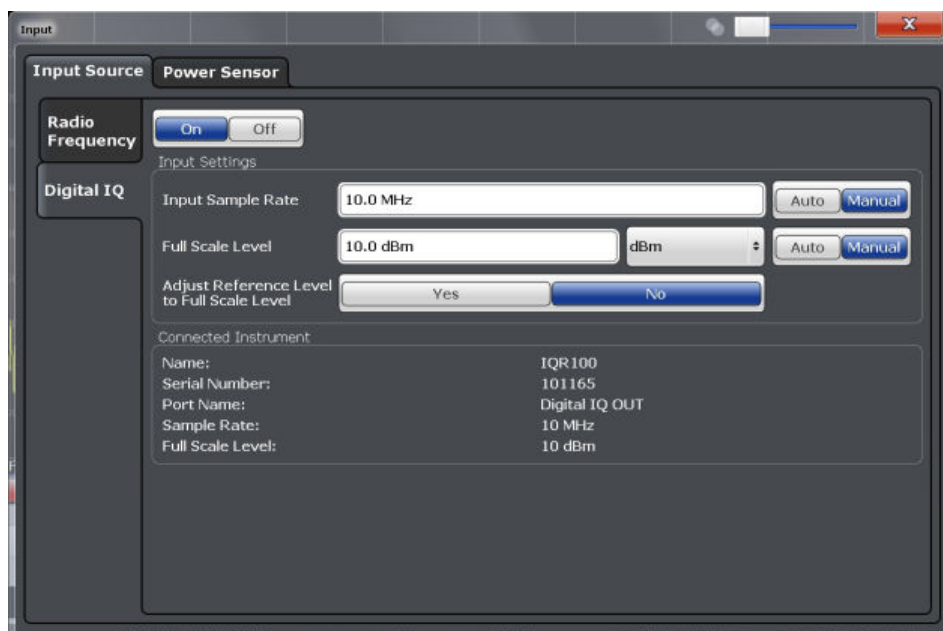 Input
X
Input Source
Power Sensor
Radio
Frequency
Digital IQ
On Off
Input Settings
Input Sample Rate 10.0 MHz Auto Manual
Full Scale Level 10.0 dBm dBm Auto Manual
Adjust Reference Level
to Full Scale Level Yes No
Connected Instrument
Name: IQR100
Serial Number: 101165
Port Name: Digital IQ OUT
Sample Rate: 10 MHz
Full Scale Level: 10 dBm